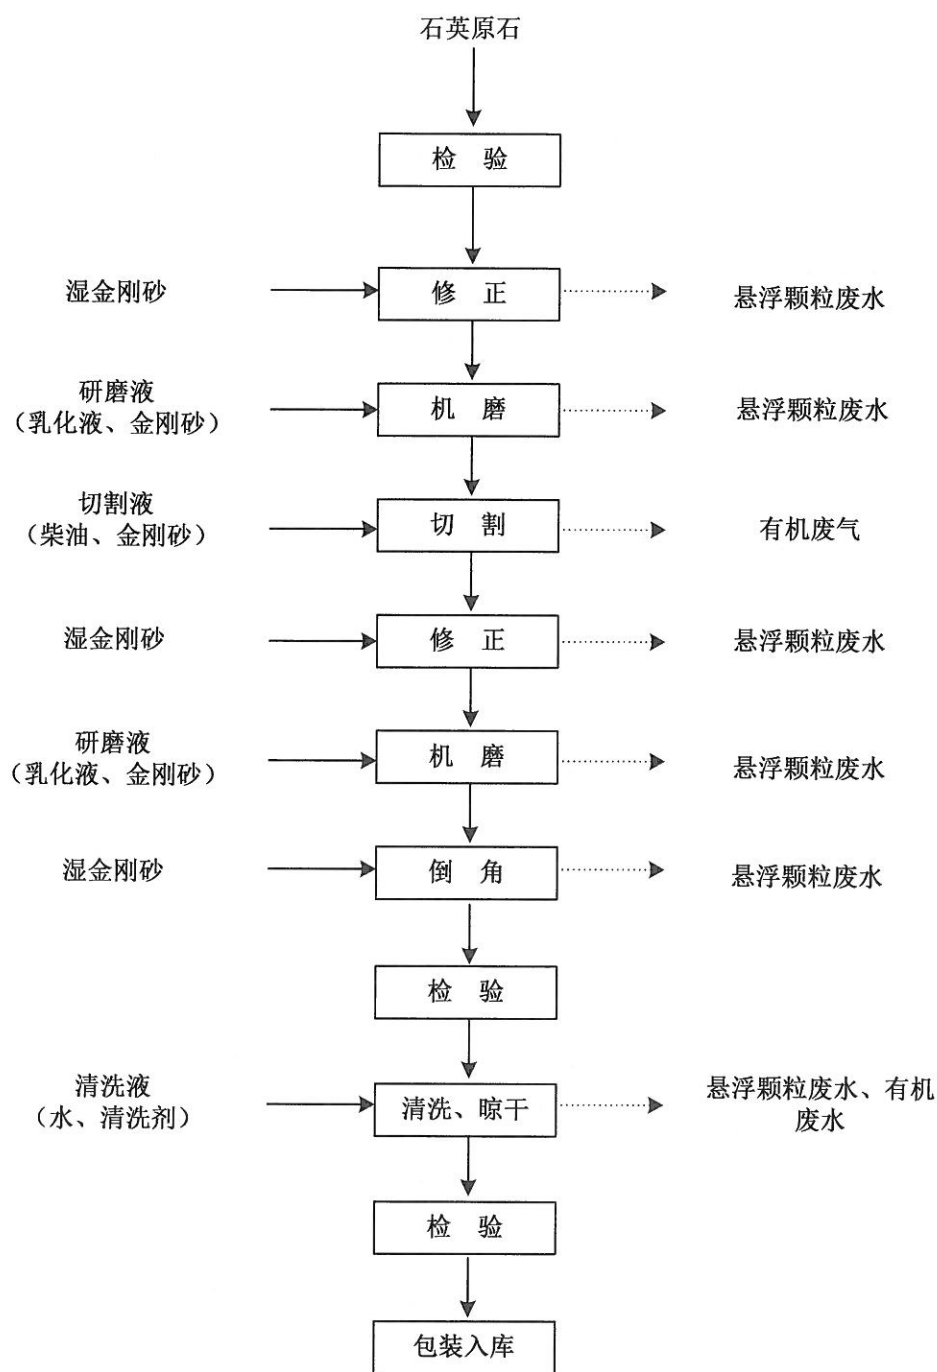 石英原石
检 验
湿金刚砂
修 正
悬浮颗粒废水
研磨液
（乳化液、金刚砂）
机 磨
悬浮颗粒废水
切割液
（柴油、金刚砂）
切 割
有机废气
湿金刚砂
修 正
悬浮颗粒废水
研磨液
（乳化液、金刚砂）
机 磨
悬浮颗粒废水
湿金刚砂
倒 角
悬浮颗粒废水
检 验
清洗液
（水、清洗剂）
清洗、晾干
悬浮颗粒废水、有机
废水
检 验
包装入库